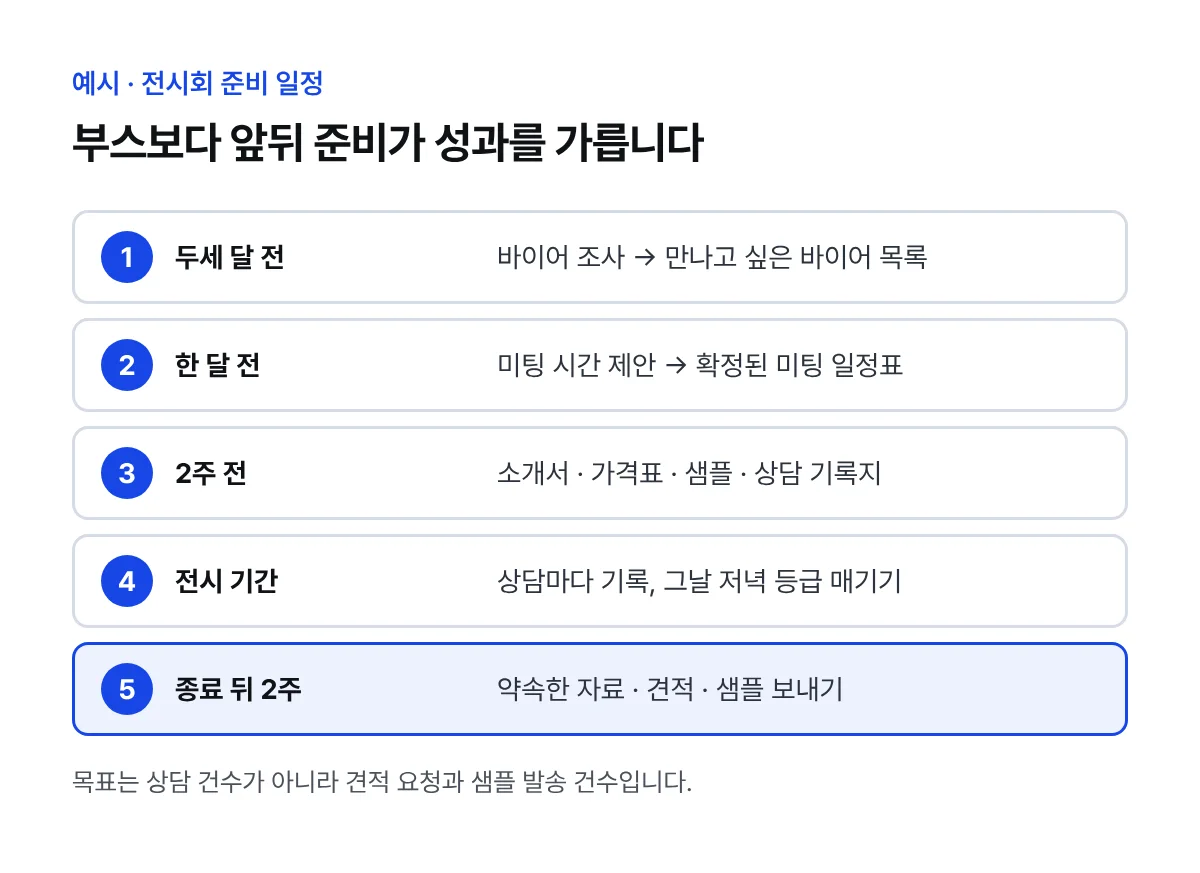 예시 · 전시회 준비 일정
부스보다 앞뒤 준비가 성과를 가릅니다
1 두세 달 전 바이어 조사 → 만나고 싶은 바이어 목록
2 한 달 전 미팅 시간 제안 → 확정된 미팅 일정표
3 2주 전 소개서 · 가격표 · 샘플 · 상담 기록지
4 전시 기간 상담마다 기록, 그날 저녁 등급 매기기
5 종료 뒤 2주 약속한 자료 · 견적 · 샘플 보내기
목표는 상담 건수가 아니라 견적 요청과 샘플 발송 건수입니다.